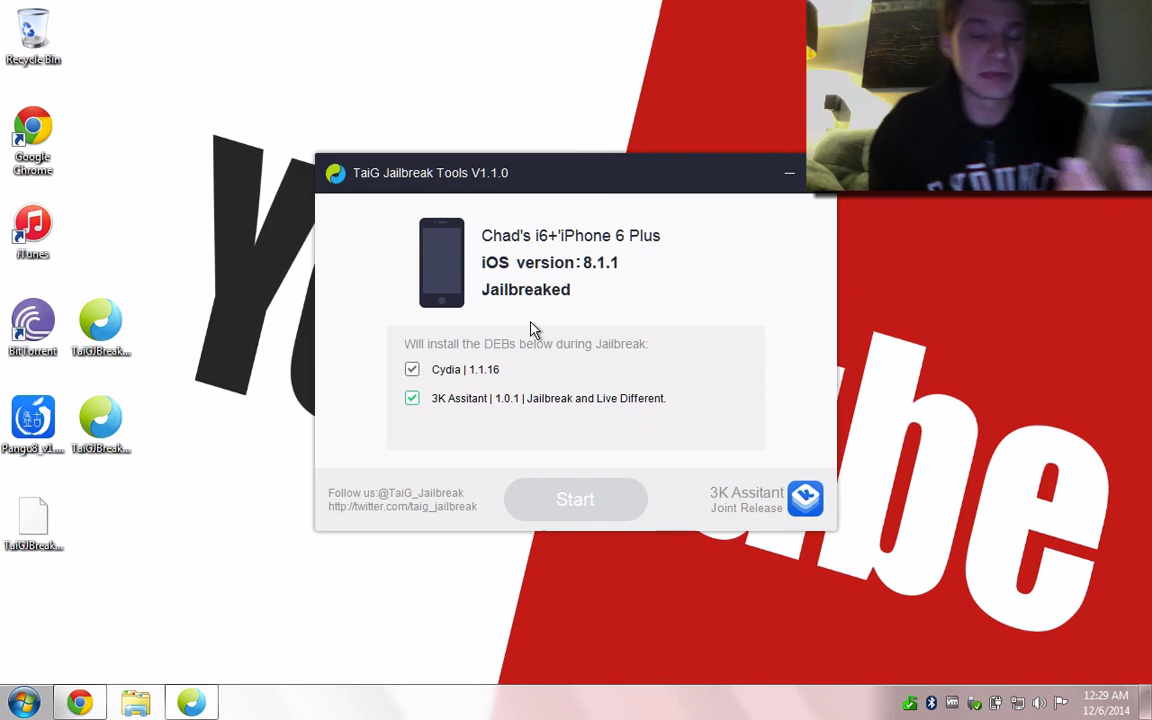 Recycle Bin
Google
Chrome
iTunes
BitTorrent
TaiGJBreak...
Pangu8_v1....
TaiGJBreak...
TaiGJBreak...
TaiG Jailbreak Tools V1.1.0
Chad's i6+'iPhone 6 Plus
iOS version:8.1.1
Jailbreaked
Will install the DEBs below during Jailbreak:
Cydia | 1.1.16
3K Assitant | 1.0.1 | Jailbreak and Live Different.
Follow us:@TaiG_Jailbreak
http://twitter.com/taig_jailbreak
Start
3K Assitant
Joint Release
12:29 AM
12/6/2014